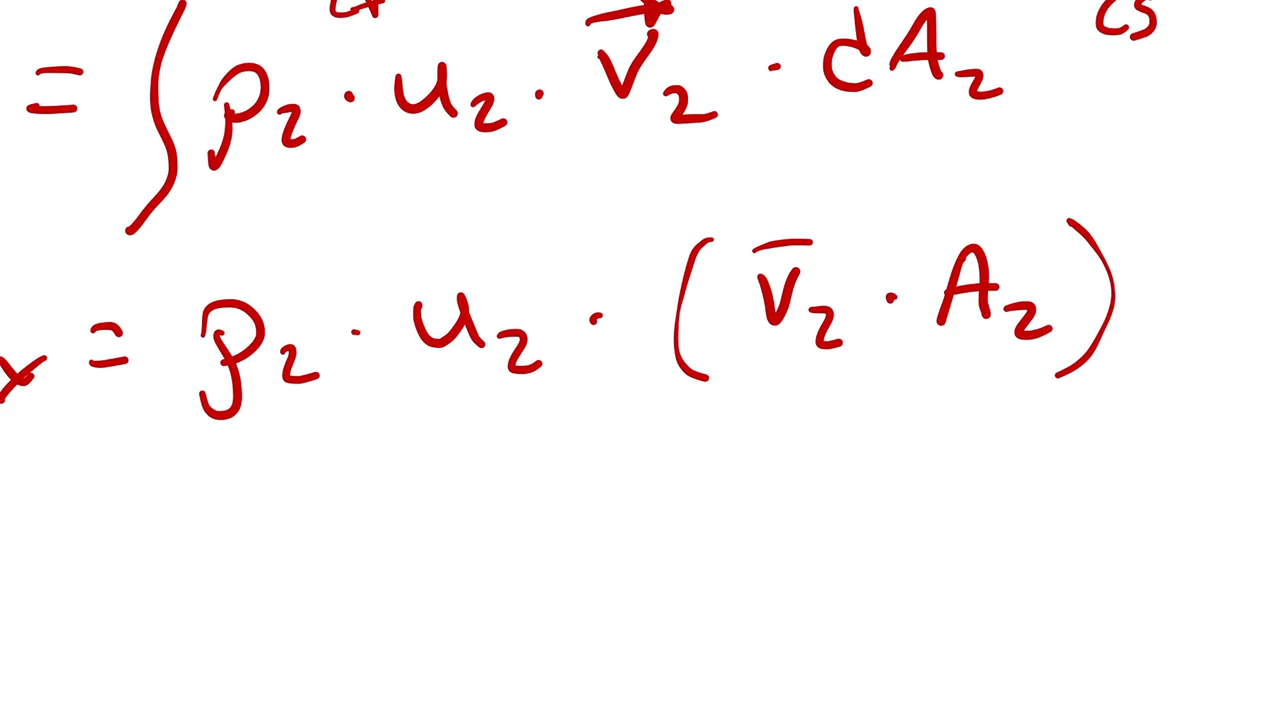 = ∫ ρ₂ · u₂ · V⃗₂ · dA₂
x = ρ₂ · u₂ · ( V̄₂ · A₂ )